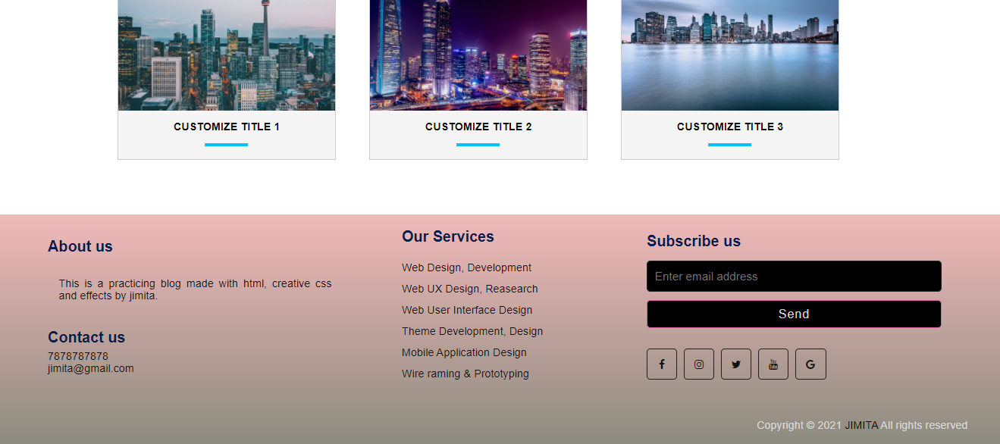 CUSTOMIZE TITLE 1
CUSTOMIZE TITLE 2
CUSTOMIZE TITLE 3
About us
This is a practicing blog made with html, creative css
and effects by jimita.
Contact us
7878787878
jimita@gmail.com
Our Services
Web Design, Development
Web UX Design, Reasearch
Web User Interface Design
Theme Development, Design
Mobile Application Design
Wire raming & Prototyping
Subscribe us
Enter email address
Send
You Tube
Copyright © 2021 JIMITA All rights reserved